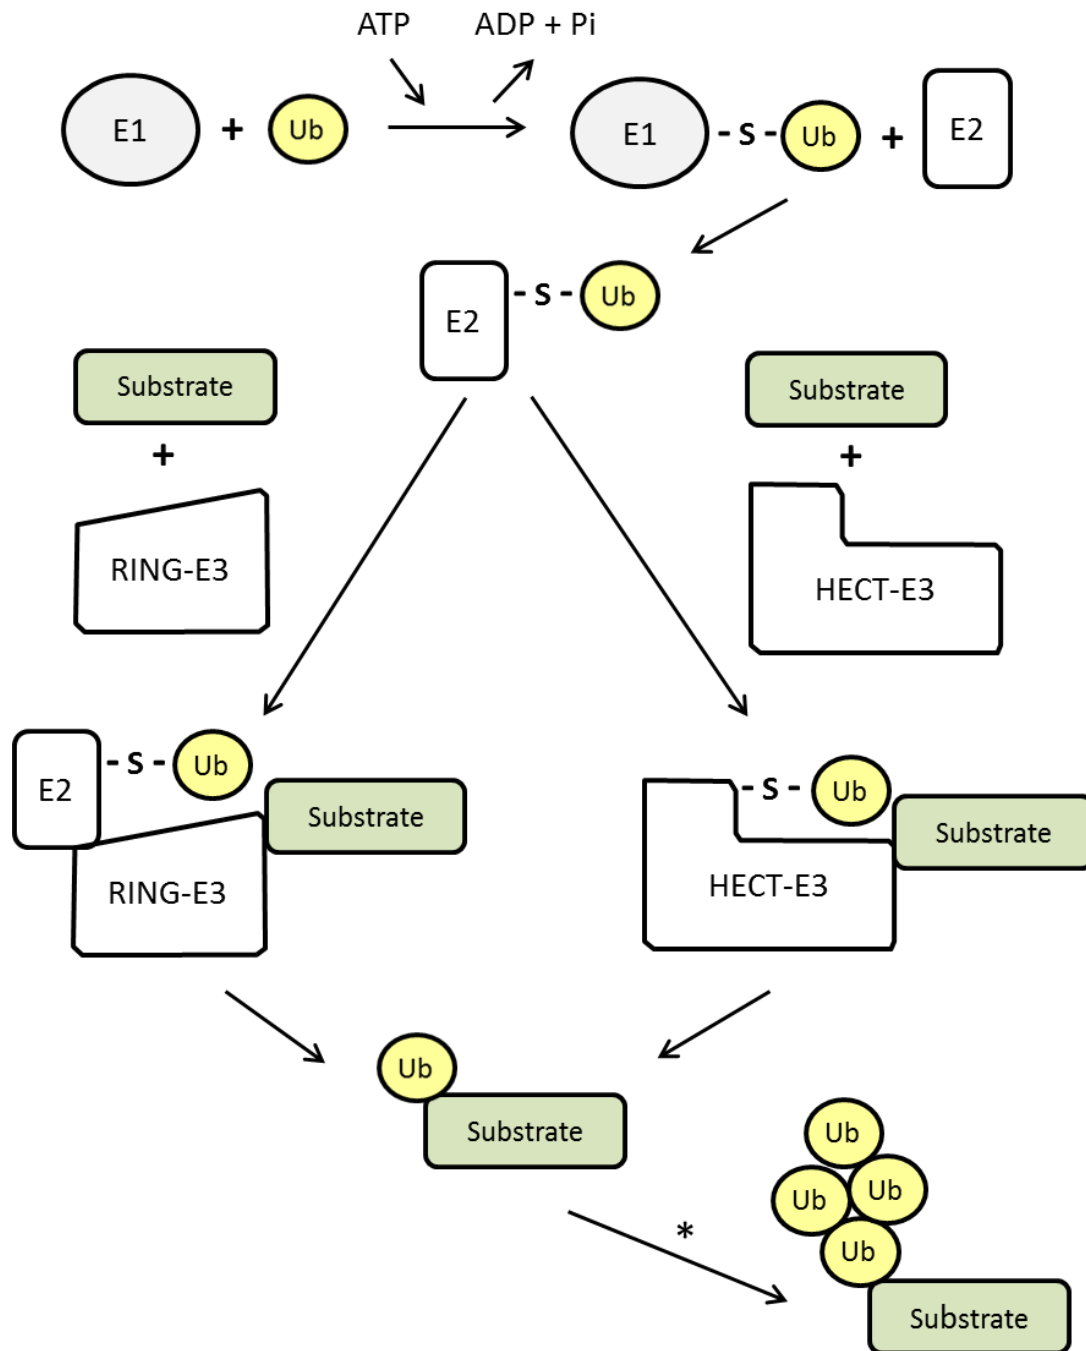 ATP ADP + Pi
E1 + Ub E1 - S - Ub + E2
E2 - S - Ub
Substrate Substrate
+ +
RING-E3 HECT-E3
E2 - S - Ub - S - Ub
Substrate Substrate
RING-E3 HECT-E3
Ub
Substrate
Ub
Ub Ub
*
Ub
Substrate